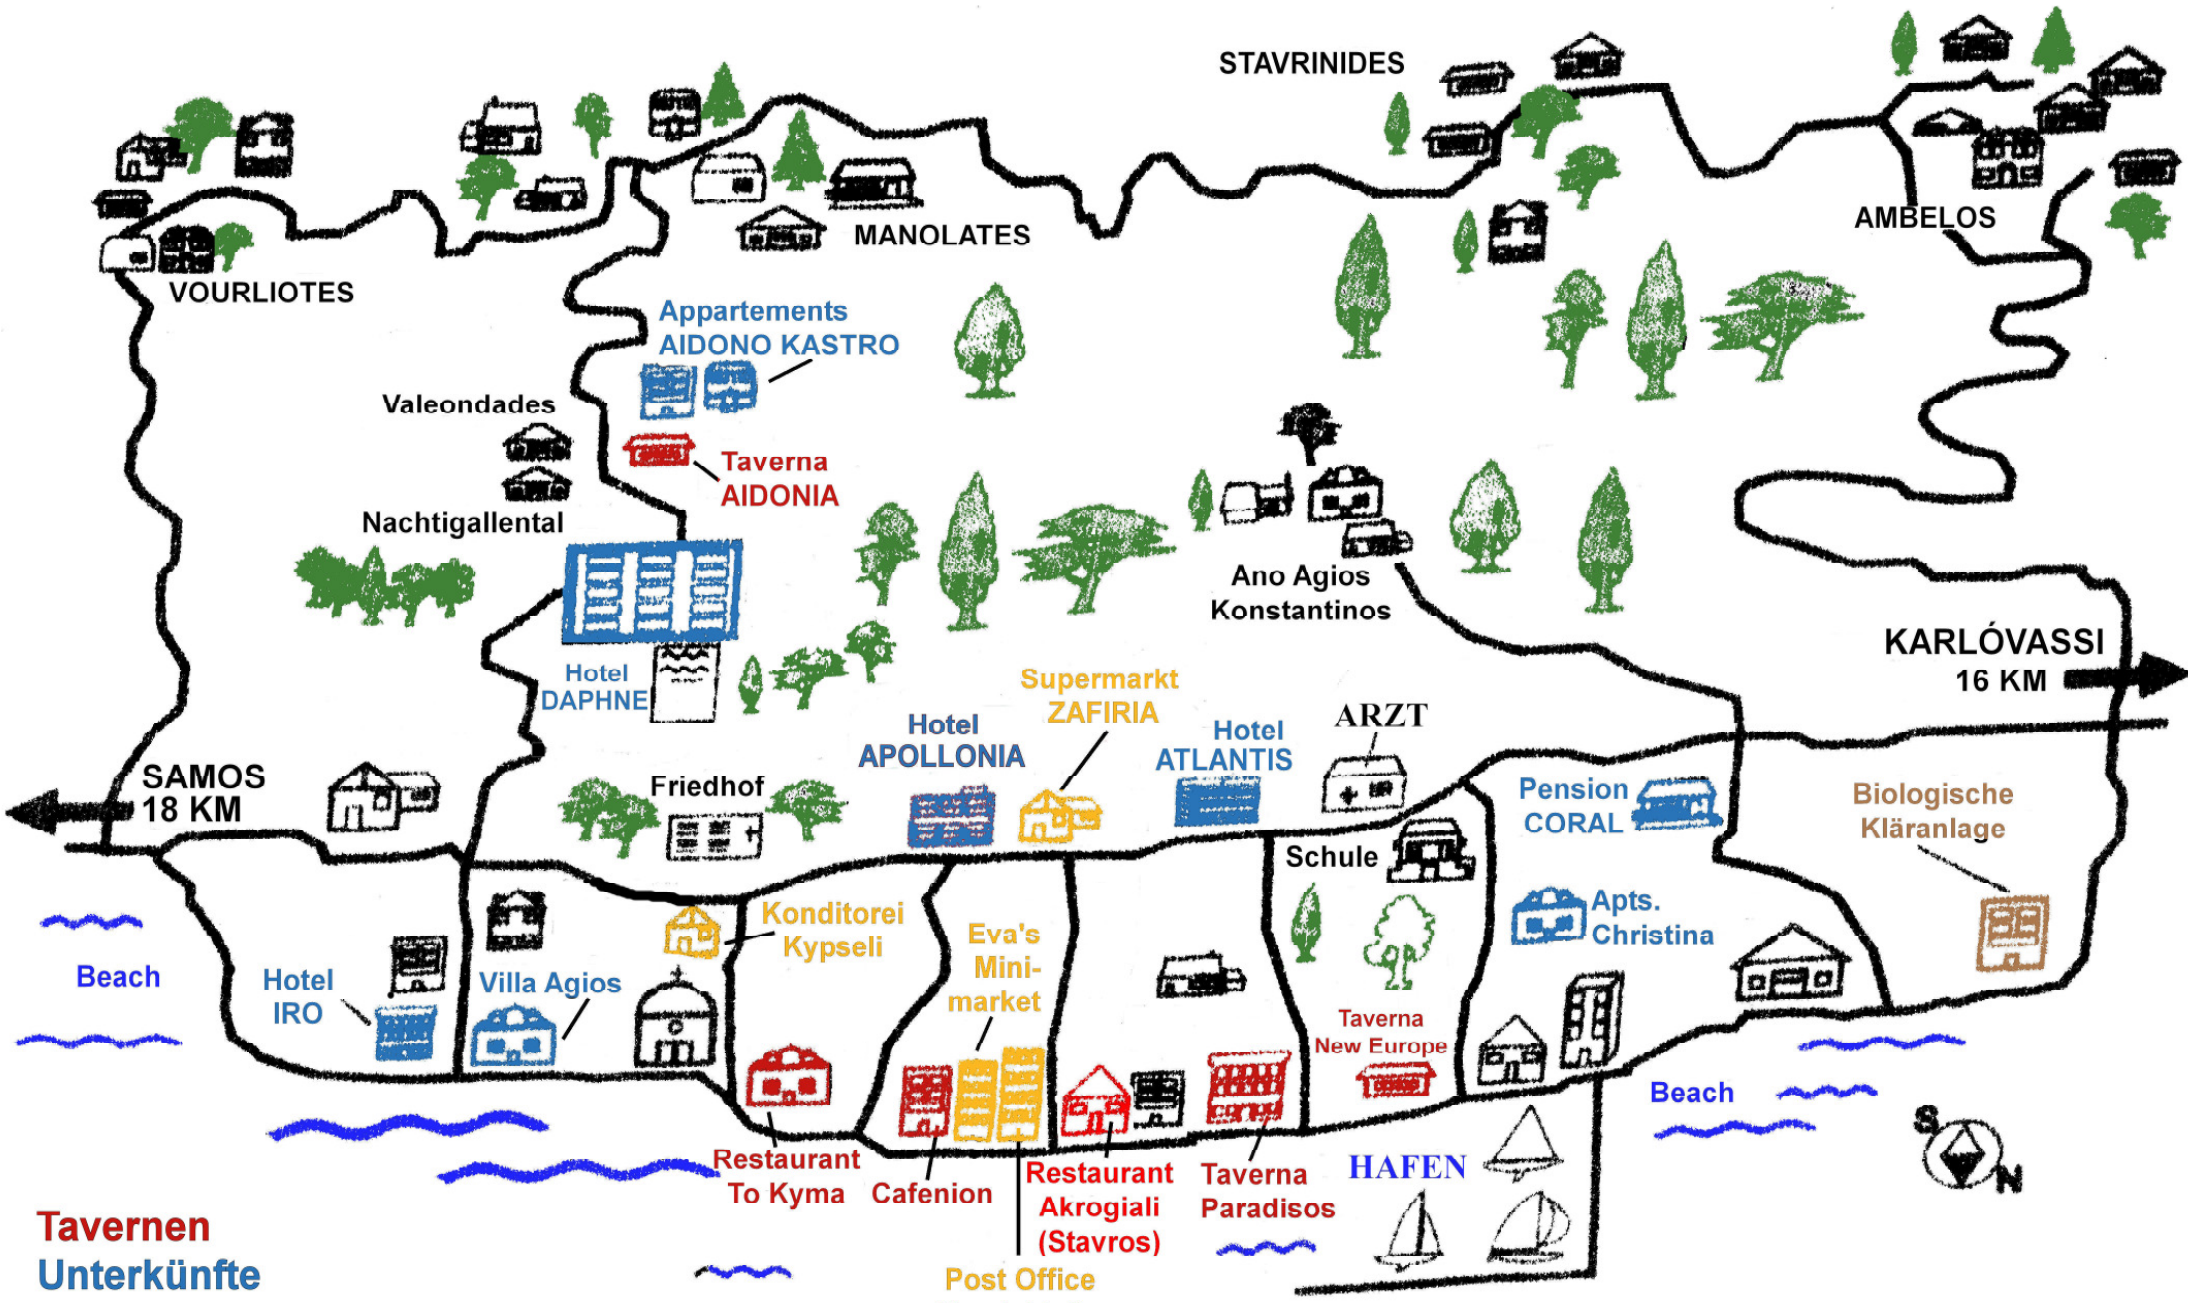 STAVRINIDES
AMBELOS
MANOLATES
VOURLIOTES
Appartements
AIDONO KASTRO
Valeondades
Taverna
AIDONIA
Nachtigallental
Ano Agios
Konstantinos
KARLÓVASSI
16 KM
Hotel
DAPHNE
Supermarkt
ZAFIRIA
Hotel
APOLLONIA
Hotel
ATLANTIS
ARZT
SAMOS
18 KM
Friedhof
Pension
CORAL
Biologische
Kläranlage
Schule
Konditorei
Kypseli
Apts.
Christina
Eva's
Mini-
market
Beach
Hotel
IRO
Villa Agios
Taverna
New Europe
Beach
S
N
Restaurant
To Kyma
Cafenion
Restaurant
Akrogiali
(Stavros)
Taverna
Paradisos
HAFEN
Post Office
Tavernen
Unterkünfte